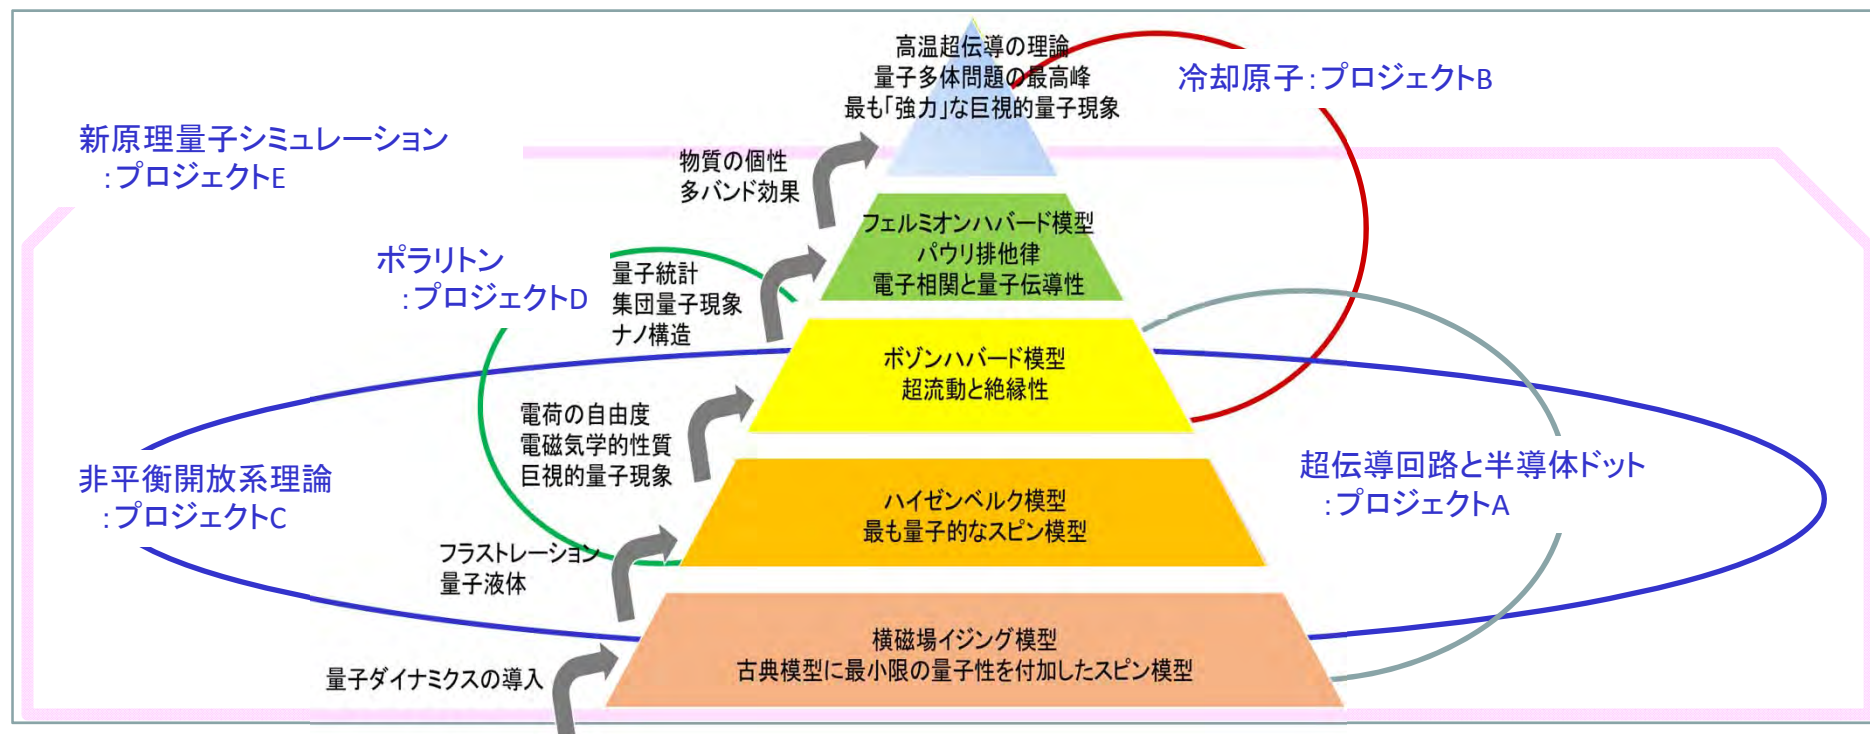 高温超伝導の理論
量子多体問題の最高峰
最も「強力」な巨視的量子現象
冷却原子：プロジェクトB
新原理量子シミュレーション
：プロジェクトE
物質の個性
多バンド効果
フェルミオンハバード模型
パウリ排他律
電子相関と量子伝導性
ポラリトン
：プロジェクトD
量子統計
集団量子現象
ナノ構造
ボゾンハバード模型
超流動と絶縁性
電荷の自由度
電磁気学的性質
巨視的量子現象
非平衡開放系理論
：プロジェクトC
ハイゼンベルク模型
最も量子的なスピン模型
超伝導回路と半導体ドット
：プロジェクトA
フラストレーション
量子液体
横磁場イジング模型
古典模型に最小限の量子性を付加したスピン模型
量子ダイナミクスの導入